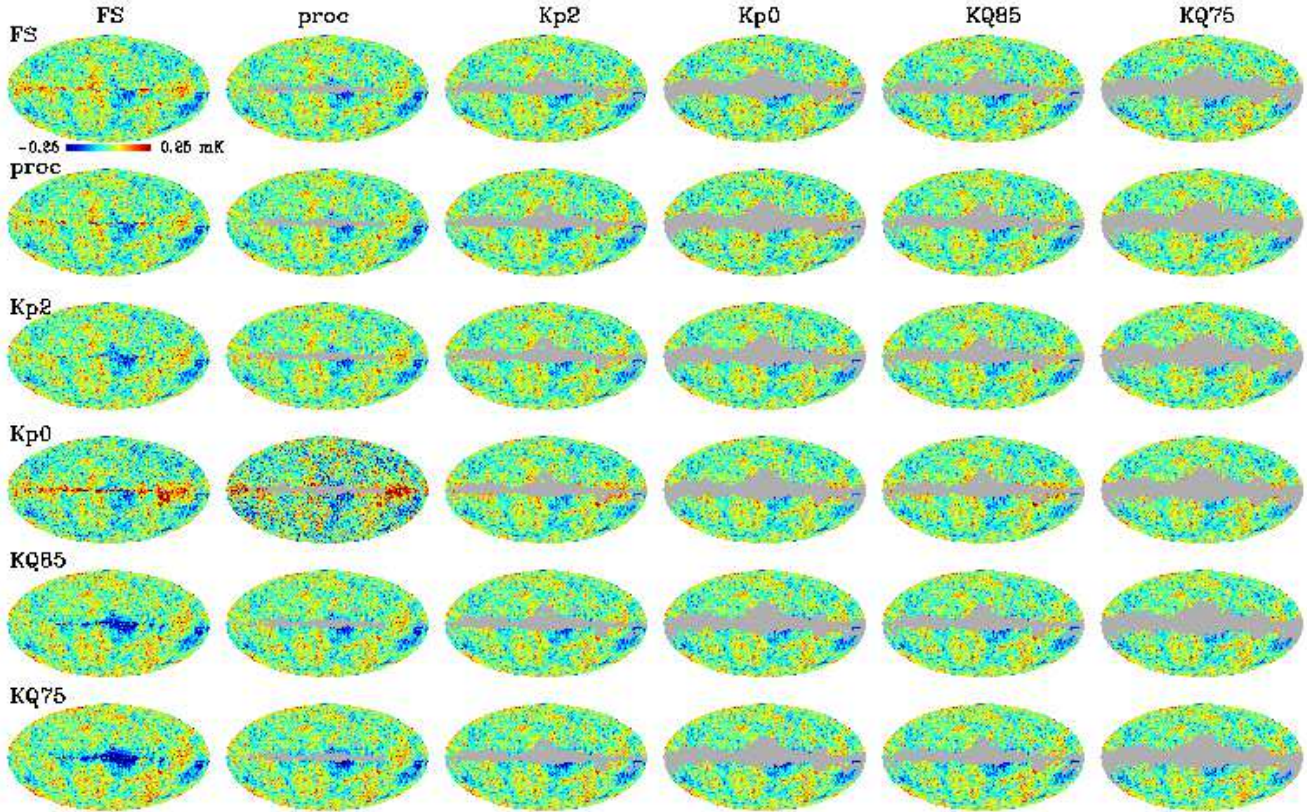 FS proc Kp2 Kp0 KQ85 KQ75
FS
-0.25 0.25 mK
proc
Kp2
Kp0
KQ85
KQ75